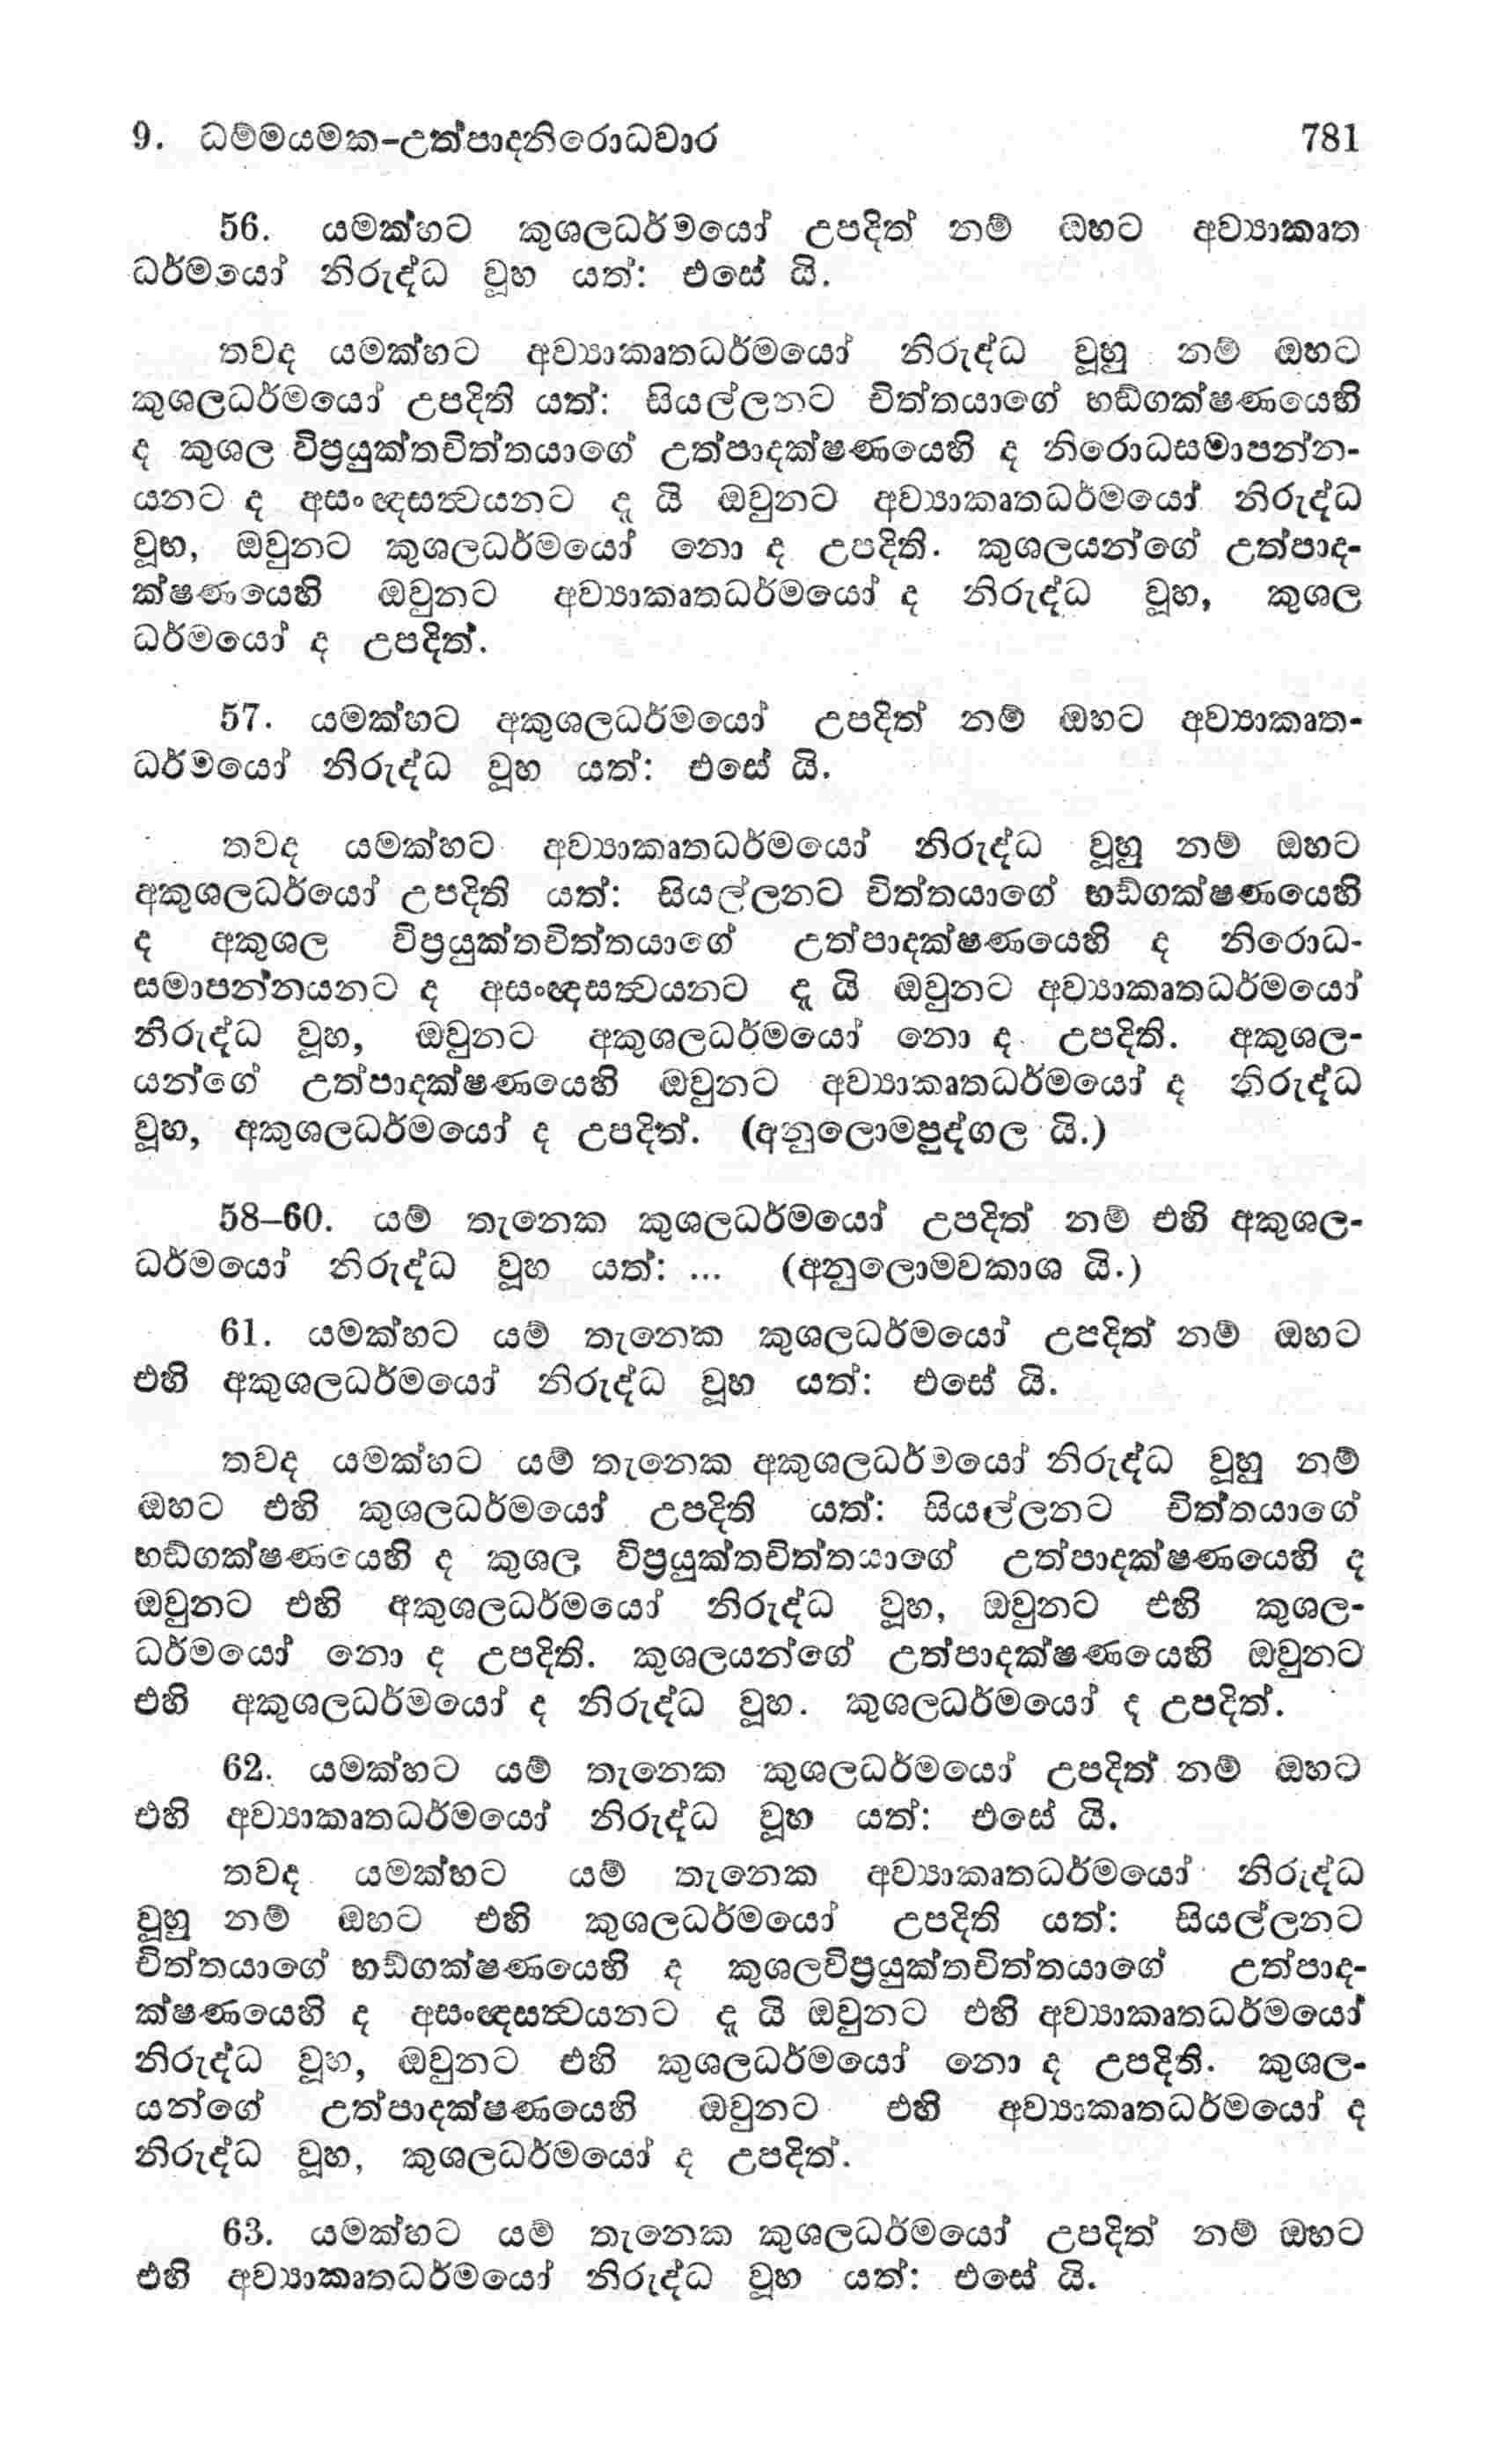 9. ධම්මයමක-උත්පාදනිරොධවාර 781
56. යමක්හට කුශලධර්මයෝ උපදිත් නම් ඔහට අව්‍යාකෘත
ධර්මයෝ නිරුද්ධ වූහ යත්: එසේ යි.
තවද යමක්හට අව්‍යාකෘතධර්මයෝ නිරුද්ධ වූහු නම් ඔහට
කුශලධර්මයෝ උපදිති යත්: සියල්ලනට චිත්තයාගේ භඞ්ගක්ෂණයෙහි
ද කුශල විප්‍රයුක්තචිත්තයාගේ උත්පාදක්ෂණයෙහි ද නිරොධසමාපන්න-
යනට ද අසංඥසත්‍වයනට ද යි ඔවුනට අව්‍යාකෘතධර්මයෝ නිරුද්ධ
වූහ, ඔවුනට කුශලධර්මයෝ නො ද උපදිති. කුශලයන්ගේ උත්පාද-
ක්ෂණයෙහි ඔවුනට අව්‍යාකෘතධර්මයෝ ද නිරුද්ධ වූහ, කුශල
ධර්මයෝ ද උපදිත්.
57. යමක්හට අකුශලධර්මයෝ උපදිත් නම් ඔහට අව්‍යාකෘත-
ධර්මයෝ නිරුද්ධ වූහ යත්: එසේ යි.
තවද යමක්හට අව්‍යාකෘතධර්මයෝ නිරුද්ධ වූහු නම් ඔහට
අකුශලධර්යෝ උපදිති යත්: සියල්ලනට චිත්තයාගේ භඞ්ගක්ෂණයෙහි
ද අකුශල විප්‍රයුක්තචිත්තයාගේ උත්පාදක්ෂණයෙහි ද නිරොධ-
සමාපන්නයනට ද අසංඥසත්‍වයනට ද යි ඔවුනට අව්‍යාකෘතධර්මයෝ
නිරුද්ධ වූහ, ඔවුනට අකුශලධර්මයෝ නො ද උපදිති. අකුශල-
යන්ගේ උත්පාදක්ෂණයෙහි ඔවුනට අව්‍යාකෘතධර්මයෝ ද නිරුද්ධ
වූහ, අකුශලධර්මයෝ ද උපදිත්. (අනුලොමපුද්ගල යි.)
58–60. යම් තැනෙක කුශලධර්මයෝ උපදිත් නම් එහි අකුශල-
ධර්මයෝ නිරුද්ධ වූහ යත්: ... (අනුලොමවකාශ යි.)
61. යමක්හට යම් තැනෙක කුශලධර්මයෝ උපදිත් නම් ඔහට
එහි අකුශලධර්මයෝ නිරුද්ධ වූහ යත්: එසේ යි.
තවද යමක්හට යම් තැනෙක අකුශලධර්මයෝ නිරුද්ධ වූහු නම්
ඔහට එහි කුශලධර්මයෝ උපදිති යත්: සියල්ලනට චිත්තයාගේ
භඞ්ගක්ෂණයෙහි ද කුශල විප්‍රයුක්තචිත්තයාගේ උත්පාදක්ෂණයෙහි ද
ඔවුනට එහි අකුශලධර්මයෝ නිරුද්ධ වූහ, ඔවුනට එහි කුශල-
ධර්මයෝ නො ද උපදිති. කුශලයන්ගේ උත්පාදක්ෂණයෙහි ඔවුනට
එහි අකුශලධර්මයෝ ද නිරුද්ධ වූහ. කුශලධර්මයෝ ද උපදිත්.
62. යමක්හට යම් තැනෙක කුශලධර්මයෝ උපදිත් නම් ඔහට
එහි අව්‍යාකෘතධර්මයෝ නිරුද්ධ වූහ යත්: එසේ යි.
තවද යමක්හට යම් තැනෙක අව්‍යාකෘතධර්මයෝ නිරුද්ධ
වූහු නම් ඔහට එහි කුශලධර්මයෝ උපදිති යත්: සියල්ලනට
චිත්තයාගේ භඞ්ගක්ෂණයෙහි ද කුශලවිප්‍රයුක්තචිත්තයාගේ උත්පාද-
ක්ෂණයෙහි ද අසංඥසත්‍වයනට ද යි ඔවුනට එහි අව්‍යාකෘතධර්මයෝ
නිරුද්ධ වූහ, ඔවුනට එහි කුශලධර්මයෝ නො ද උපදිති. කුශල-
යන්ගේ උත්පාදක්ෂණයෙහි ඔවුනට එහි අව්‍යාකෘතධර්මයෝ ද
නිරුද්ධ වූහ, කුශලධර්මයෝ ද උපදිත්.
63. යමක්හට යම් තැනෙක කුශලධර්මයෝ උපදිත් නම් ඔහට
එහි අව්‍යාකෘතධර්මයෝ නිරුද්ධ වූහ යත්: එසේ යි.